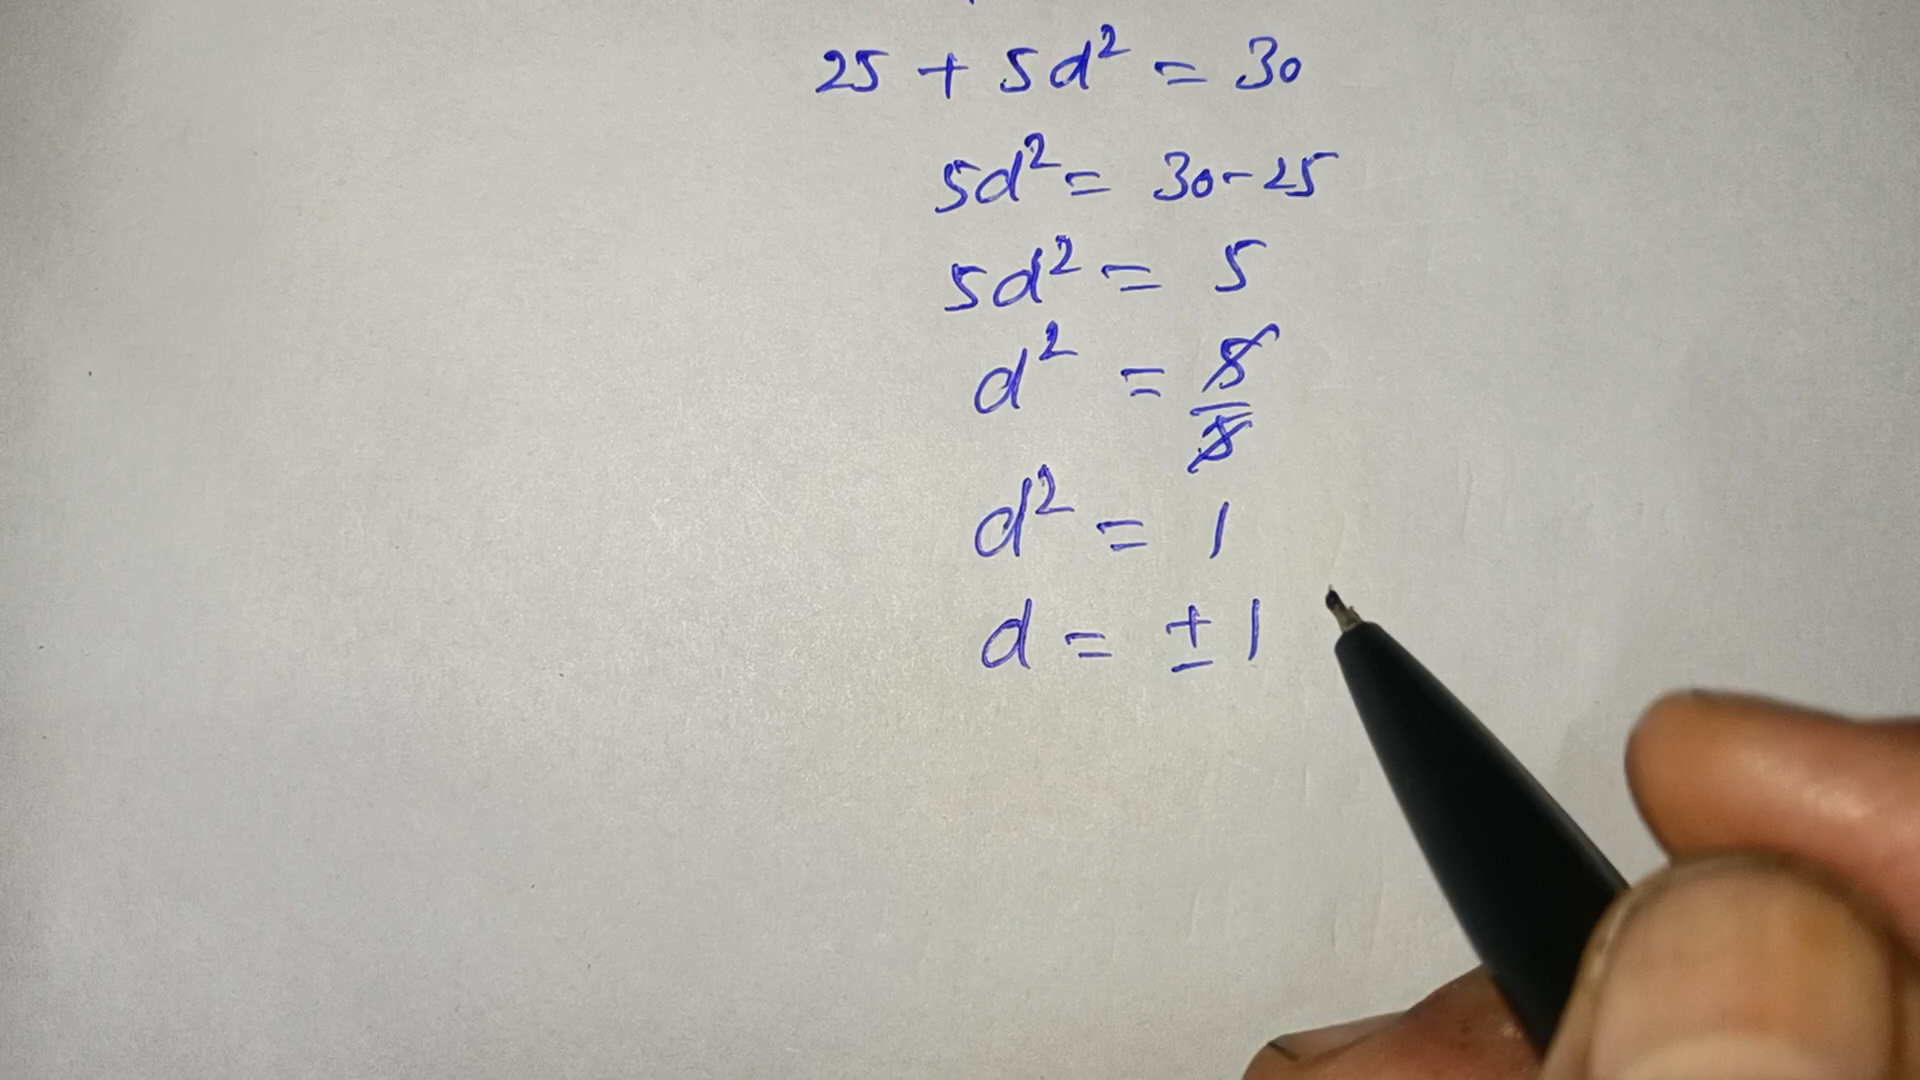 25 + 5d² = 30
5d² = 30-25
5d² = 5
d² = 5/5
d² = 1
d = ±1